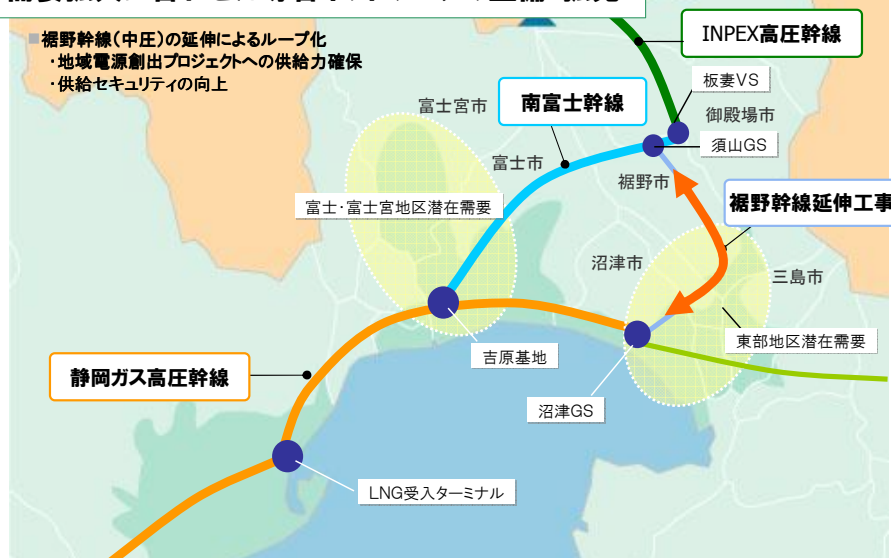 ■裾野幹線(中圧)の延伸によるループ化
・地域電源創出プロジェクトへの供給力確保
・供給セキュリティの向上
INPEX高圧幹線
板妻VS
富士宮市
南富士幹線
御殿場市
須山GS
富士市
裾野市
裾野幹線延伸工事
富士・富士宮地区潜在需要
沼津市
三島市
東部地区潜在需要
吉原基地
静岡ガス高圧幹線
沼津GS
LNG受入ターミナル